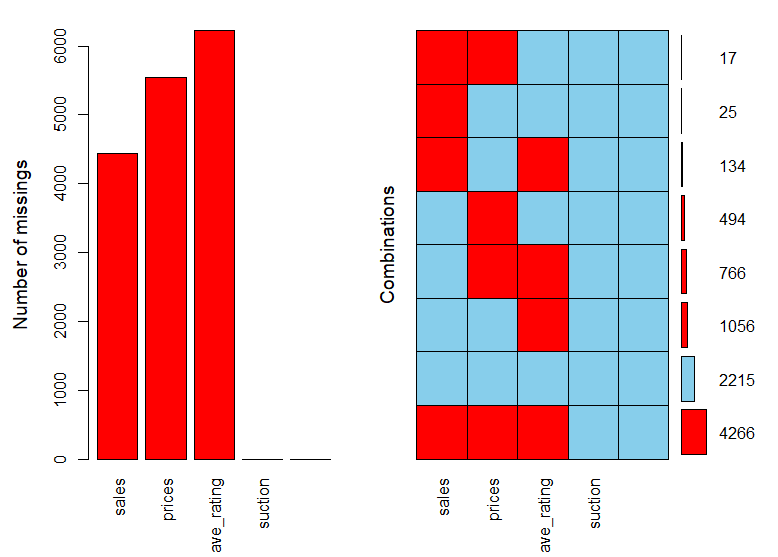 Number of missings
0
1000
2000
3000
4000
5000
6000
sales
prices
ave_rating
suction
Combinations
sales
prices
ave_rating
suction
17
25
134
494
766
1056
2215
4266